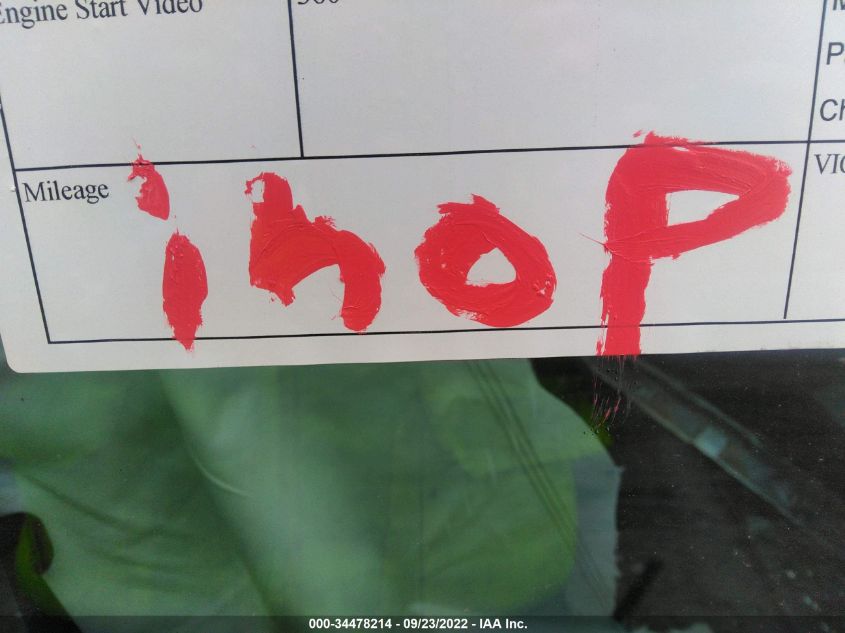 Engine Start Video
Mileage
inoP
000-34478214 - 09/23/2022 - IAA Inc.